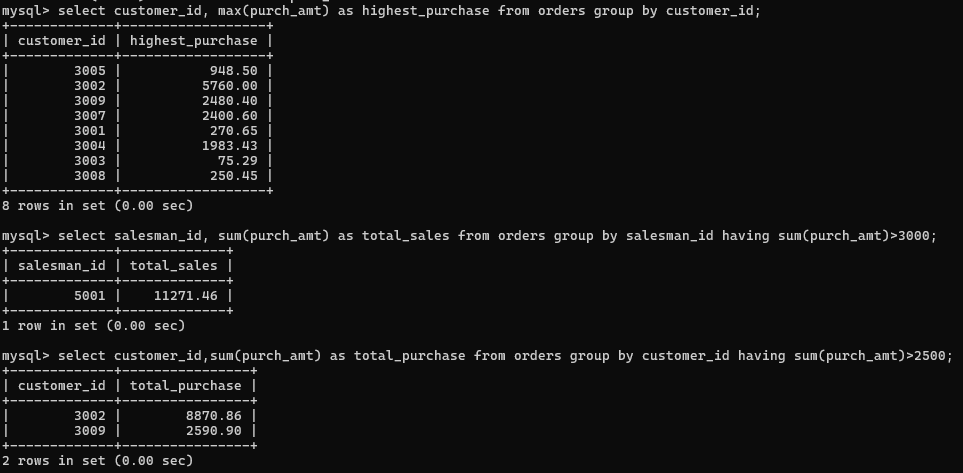 mysql> select customer_id, max(purch_amt) as highest_purchase from orders group by customer_id;
+-------------+------------------+
| customer_id | highest_purchase |
+-------------+------------------+
|        3005 |           948.50 |
|        3002 |          5760.00 |
|        3009 |          2480.40 |
|        3007 |          2400.60 |
|        3001 |           270.65 |
|        3004 |          1983.43 |
|        3003 |            75.29 |
|        3008 |           250.45 |
+-------------+------------------+
8 rows in set (0.00 sec)

mysql> select salesman_id, sum(purch_amt) as total_sales from orders group by salesman_id having sum(purch_amt)>3000;
+-------------+-------------+
| salesman_id | total_sales |
+-------------+-------------+
|        5001 |    11271.46 |
+-------------+-------------+
1 row in set (0.00 sec)

mysql> select customer_id,sum(purch_amt) as total_purchase from orders group by customer_id having sum(purch_amt)>2500;
+-------------+----------------+
| customer_id | total_purchase |
+-------------+----------------+
|        3002 |        8870.86 |
|        3009 |        2590.90 |
+-------------+----------------+
2 rows in set (0.00 sec)